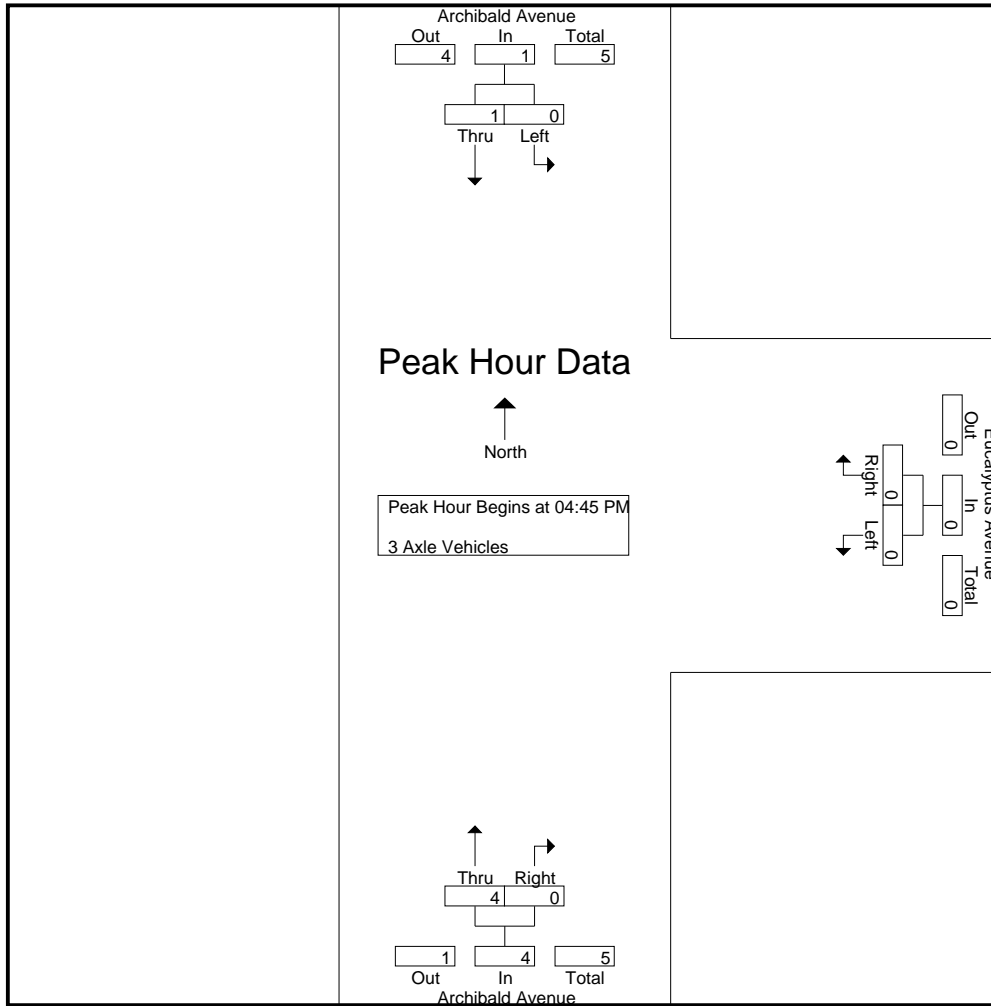 Archibald Avenue
Out In Total
4 1 5
1 0
Thru Left
Peak Hour Data
North
Peak Hour Begins at 04:45 PM
3 Axle Vehicles
Right Left
0 0
Out In Total
0 0 0
Eucalyptus Avenue
Thru Right
4 0
1 4 5
Out In Total
Archibald Avenue